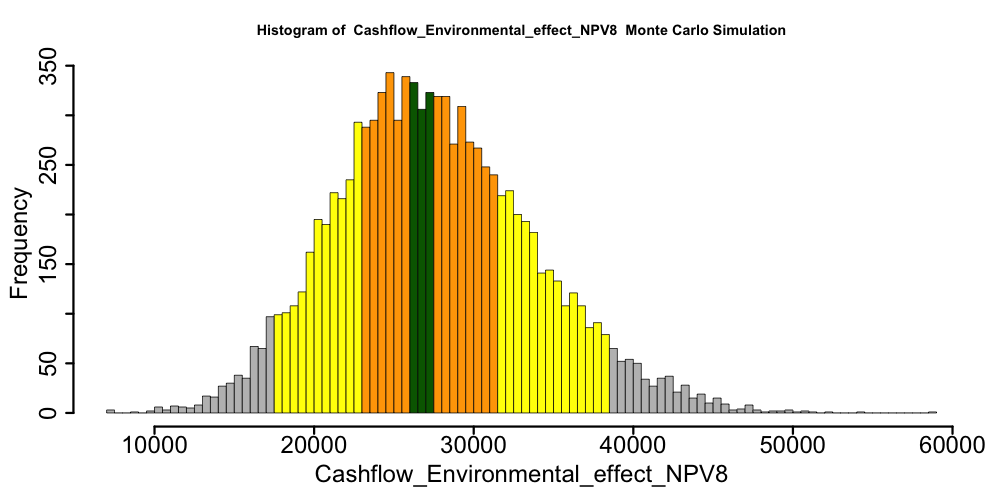 Histogram of Cashflow_Environmental_effect_NPV8 Monte Carlo Simulation
350
250
150
50
0
Frequency
10000 20000 30000 40000 50000 60000
Cashflow_Environmental_effect_NPV8